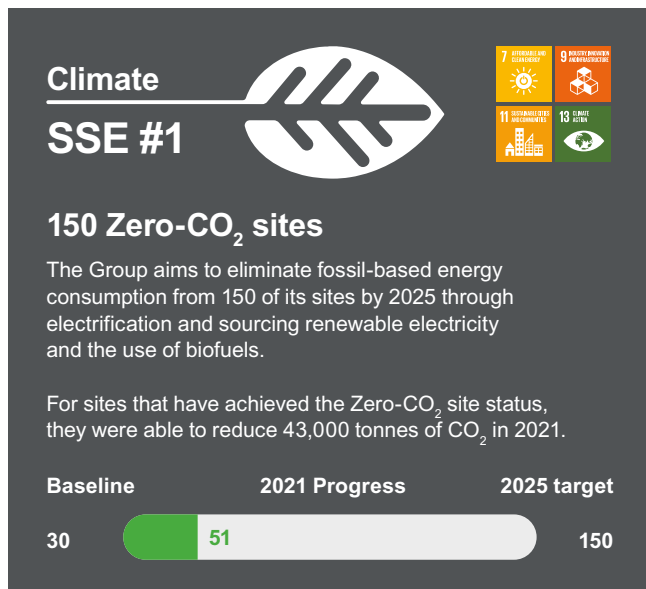 Climate
SSE #1
7 AFFORDABLE AND
CLEAN ENERGY
9 INDUSTRY, INNOVATION
AND INFRASTRUCTURE
11 SUSTAINABLE CITIES
AND COMMUNITIES
13 CLIMATE
ACTION
150 Zero-CO₂ sites
The Group aims to eliminate fossil-based energy
consumption from 150 of its sites by 2025 through
electrification and sourcing renewable electricity
and the use of biofuels.
For sites that have achieved the Zero-CO₂ site status,
they were able to reduce 43,000 tonnes of CO₂ in 2021.
Baseline 2021 Progress 2025 target
30 51 150